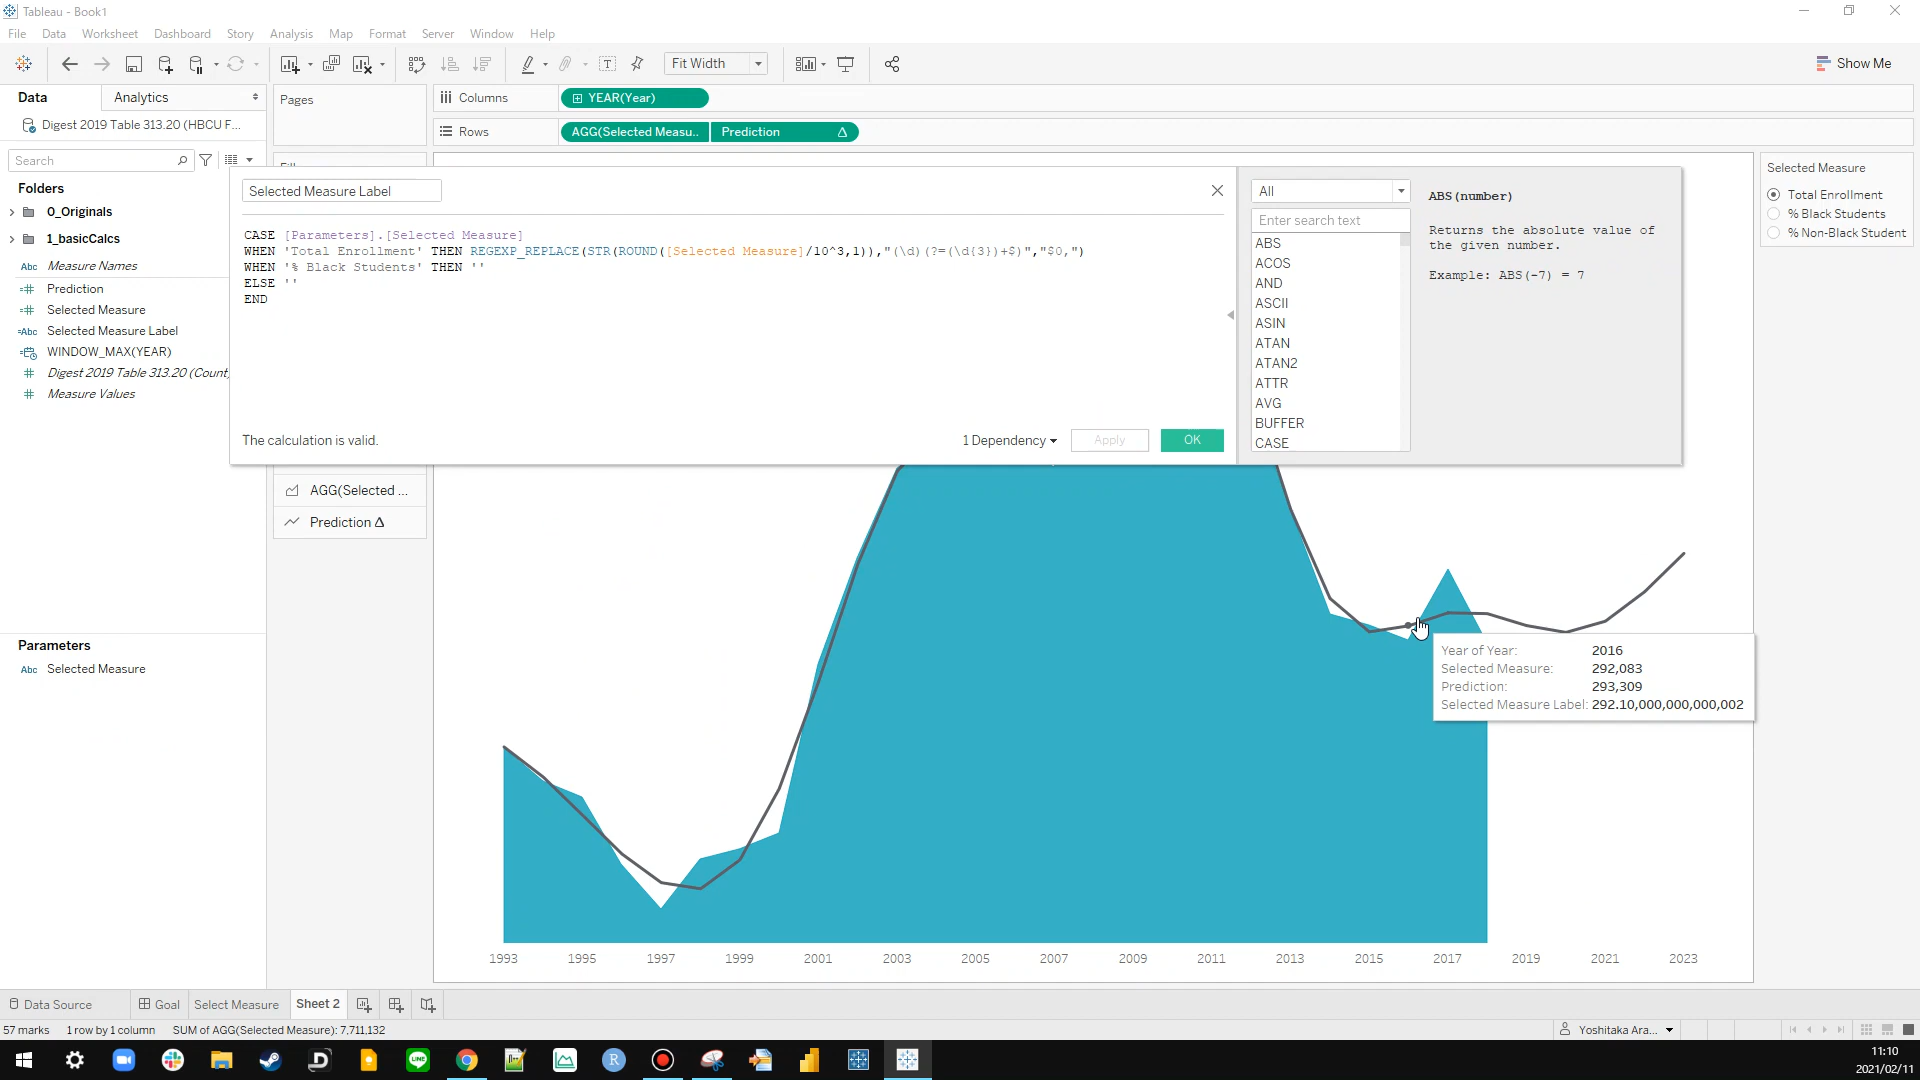 Tableau - Book1
File Data Worksheet Dashboard Story Analysis Map Format Server Window Help
Fit Width
Show Me
Data Analytics
Digest 2019 Table 313.20 (HBCU F...
Search
Folders
0_Originals
1_basicCalcs
Abc Measure Names
Prediction
Selected Measure
=Abc Selected Measure Label
WINDOW_MAX(YEAR)
Digest 2019 Table 313.20 (Count
Measure Values
Parameters
Abc Selected Measure
Pages
Columns
YEAR(Year)
Rows
AGG(Selected Measu..
Prediction Δ
Selected Measure Label
CASE [Parameters].[Selected Measure]
WHEN 'Total Enrollment' THEN REGEXP_REPLACE(STR(ROUND([Selected Measure]/10^3,1)),"(\d)(?=(\d{3})+$)","$0,")
WHEN '% Black Students' THEN ''
ELSE ''
END
The calculation is valid.
1 Dependency
Apply
OK
All
Enter search text
ABS
ACOS
AND
ASCII
ASIN
ATAN
ATAN2
ATTR
AVG
BUFFER
CASE
ABS(number)
Returns the absolute value of
the given number.
Example: ABS(-7) = 7
Selected Measure
Total Enrollment
% Black Students
% Non-Black Student
AGG(Selected ...
Prediction Δ
Year of Year: 2016
Selected Measure: 292,083
Prediction: 293,309
Selected Measure Label: 292.10,000,000,000,002
1993 1995 1997 1999 2001 2003 2005 2007 2009 2011 2013 2015 2017 2019 2021 2023
Data Source Goal Select Measure Sheet 2
57 marks 1 row by 1 column SUM of AGG(Selected Measure): 7,711,132
Yoshitaka Ara...
LINE
R
11:10
2021/02/11